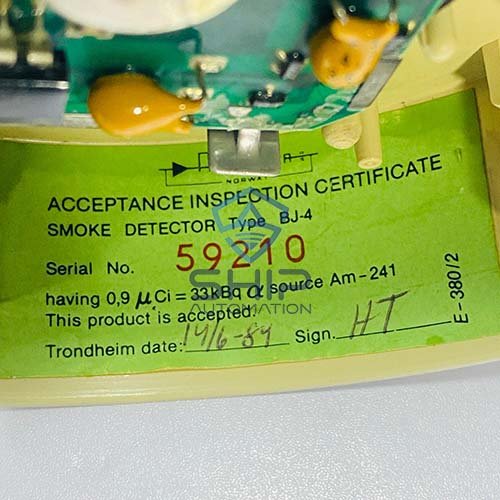 NORWAY
ACCEPTANCE INSPECTION CERTIFICATE
SMOKE DETECTOR Type BJ-4
Serial No. 59210
having 0,9 μCi = 33kBq α source Am-241
This product is accepted.
Trondheim date: 14/6-89 Sign. HT
E-380/2
SHIP
AUTOMATION